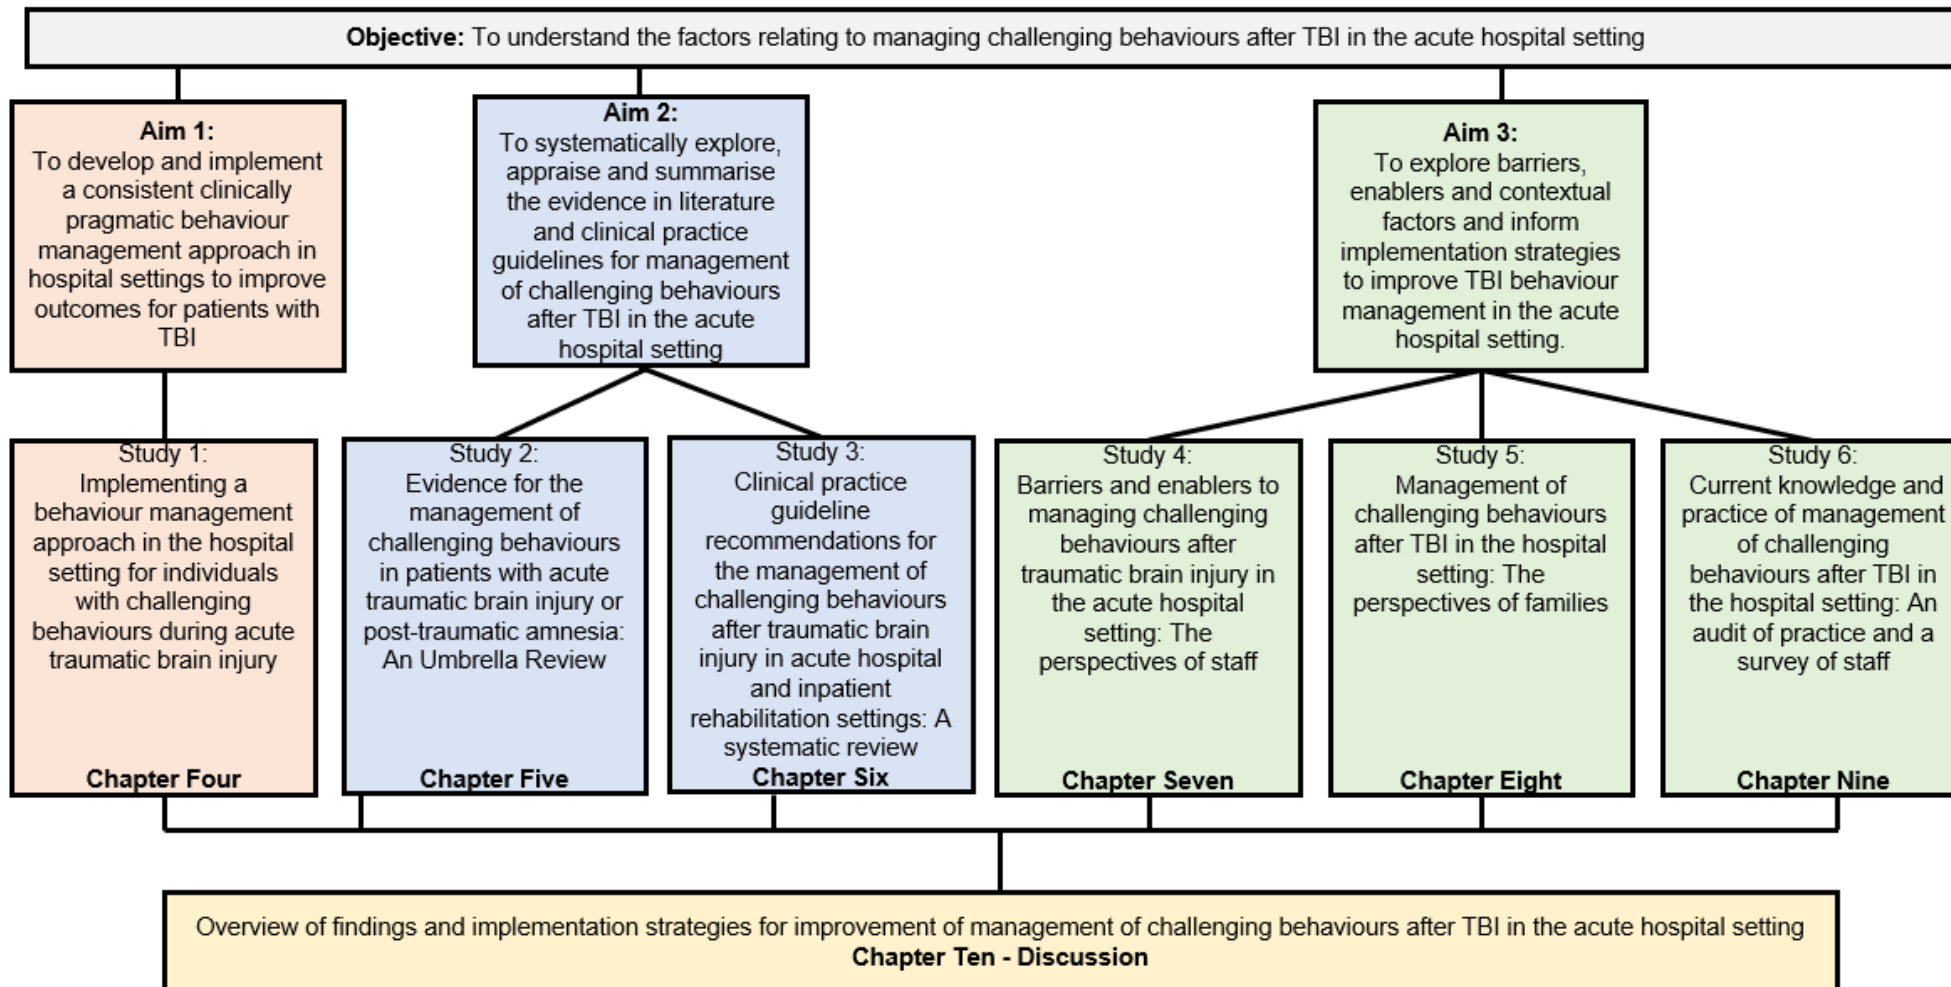 Objective: To understand the factors relating to managing challenging behaviours after TBI in the acute hospital setting
Aim 1:
To develop and implement
a consistent clinically
pragmatic behaviour
management approach in
hospital settings to improve
outcomes for patients with
TBI
Aim 2:
To systematically explore,
appraise and summarise
the evidence in literature
and clinical practice
guidelines for management
of challenging behaviours
after TBI in the acute
hospital setting
Aim 3:
To explore barriers,
enablers and contextual
factors and inform
implementation strategies
to improve TBI behaviour
management in the acute
hospital setting.
Study 1:
Implementing a
behaviour management
approach in the hospital
setting for individuals
with challenging
behaviours during acute
traumatic brain injury
Chapter Four
Study 2:
Evidence for the
management of
challenging behaviours
in patients with acute
traumatic brain injury or
post-traumatic amnesia:
An Umbrella Review
Chapter Five
Study 3:
Clinical practice
guideline
recommendations for
the management of
challenging behaviours
after traumatic brain
injury in acute hospital
and inpatient
rehabilitation settings: A
systematic review
Chapter Six
Study 4:
Barriers and enablers to
managing challenging
behaviours after
traumatic brain injury in
the acute hospital
setting: The
perspectives of staff
Chapter Seven
Study 5:
Management of
challenging behaviours
after TBI in the hospital
setting: The
perspectives of families
Chapter Eight
Study 6:
Current knowledge and
practice of management
of challenging
behaviours after TBI in
the hospital setting: An
audit of practice and a
survey of staff
Chapter Nine
Overview of findings and implementation strategies for improvement of management of challenging behaviours after TBI in the acute hospital setting
Chapter Ten - Discussion